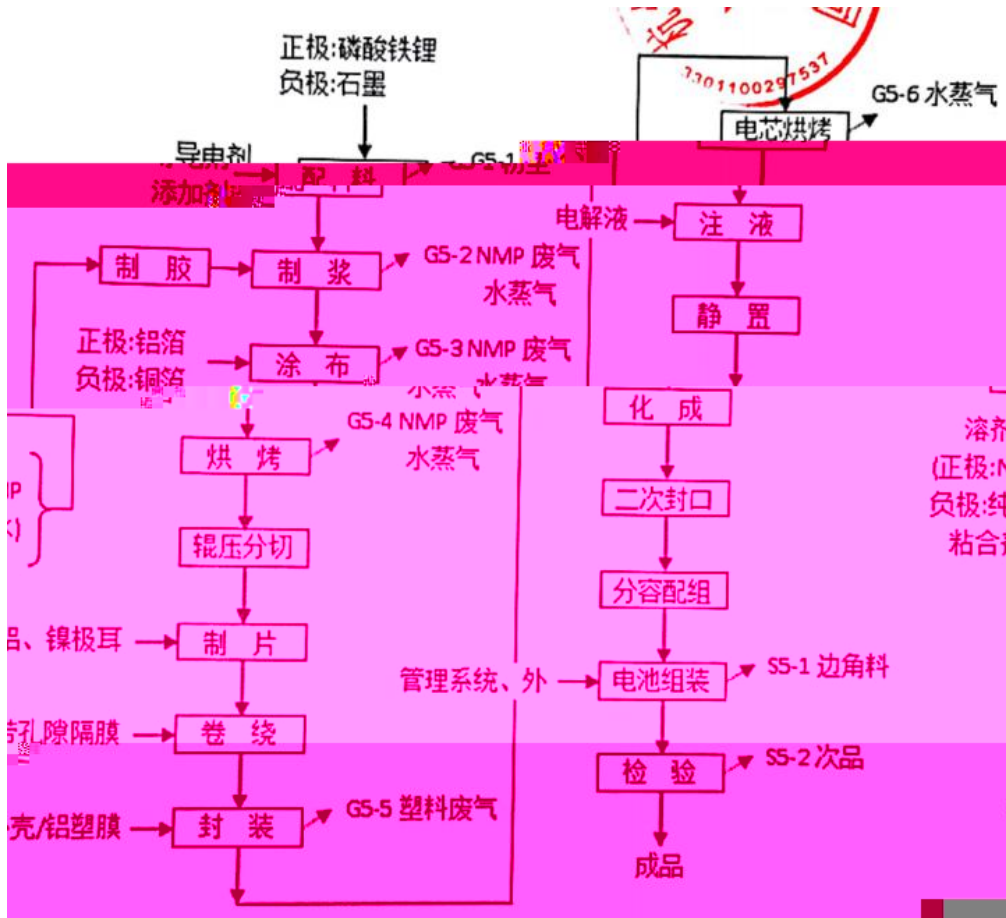 正极:磷酸铁锂
负极:石墨
导电剂
添加剂
配 料
G5-1
制 胶
制 浆
G5-2 NMP 废气
水蒸气
正极:铝箔
负极:铜箔
涂 布
G5-3 NMP 废气
水蒸气
烘 烤
G5-4 NMP 废气
水蒸气
辊压分切
、镍极耳
制 片
孔隙隔膜
卷 绕
壳/铝塑膜
封 装
G5-5 塑料废气
3301100297537
电芯烘烤
G5-6 水蒸气
电解液
注 液
静 置
化 成
二次封口
分容配组
管理系统、外
电池组装
S5-1 边角料
检 验
S5-2 次品
成品
溶剂
(正极:N
负极:纯
粘合